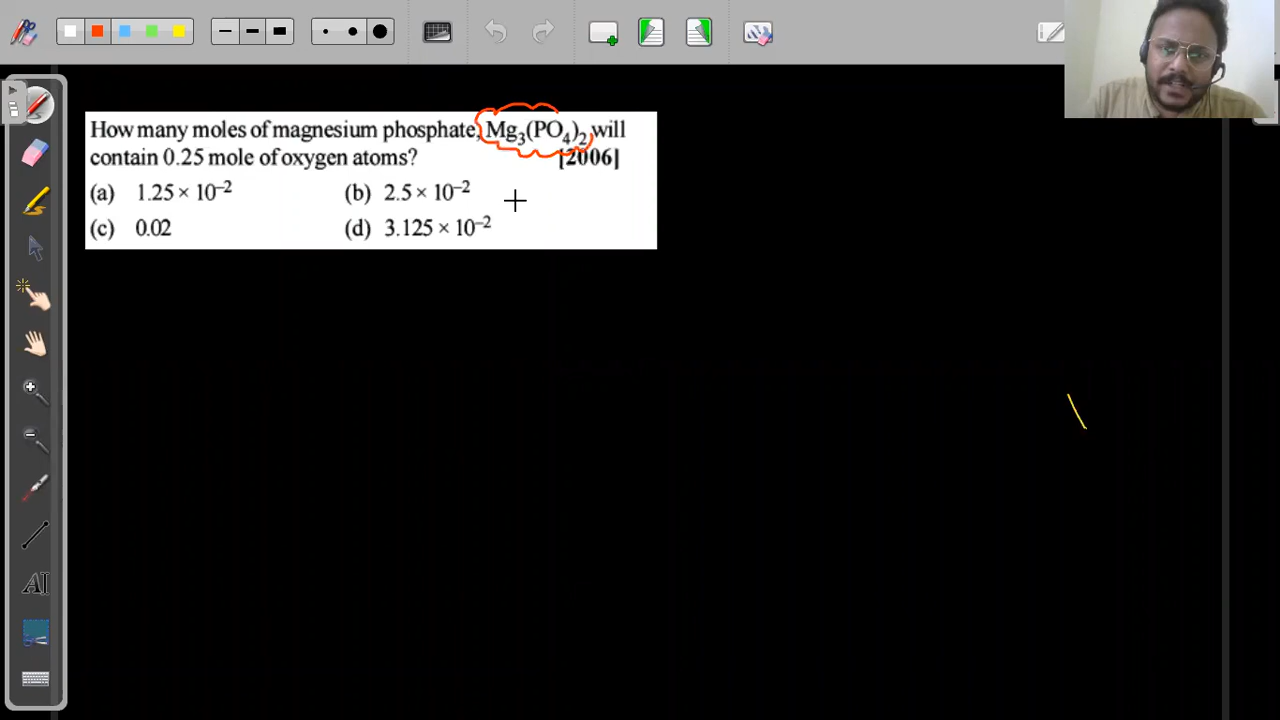 How many moles of magnesium phosphate, Mg₃(PO₄)₂ will
contain 0.25 mole of oxygen atoms? [2006]
(a) 1.25 × 10⁻² (b) 2.5 × 10⁻²
(c) 0.02 (d) 3.125 × 10⁻²
AI